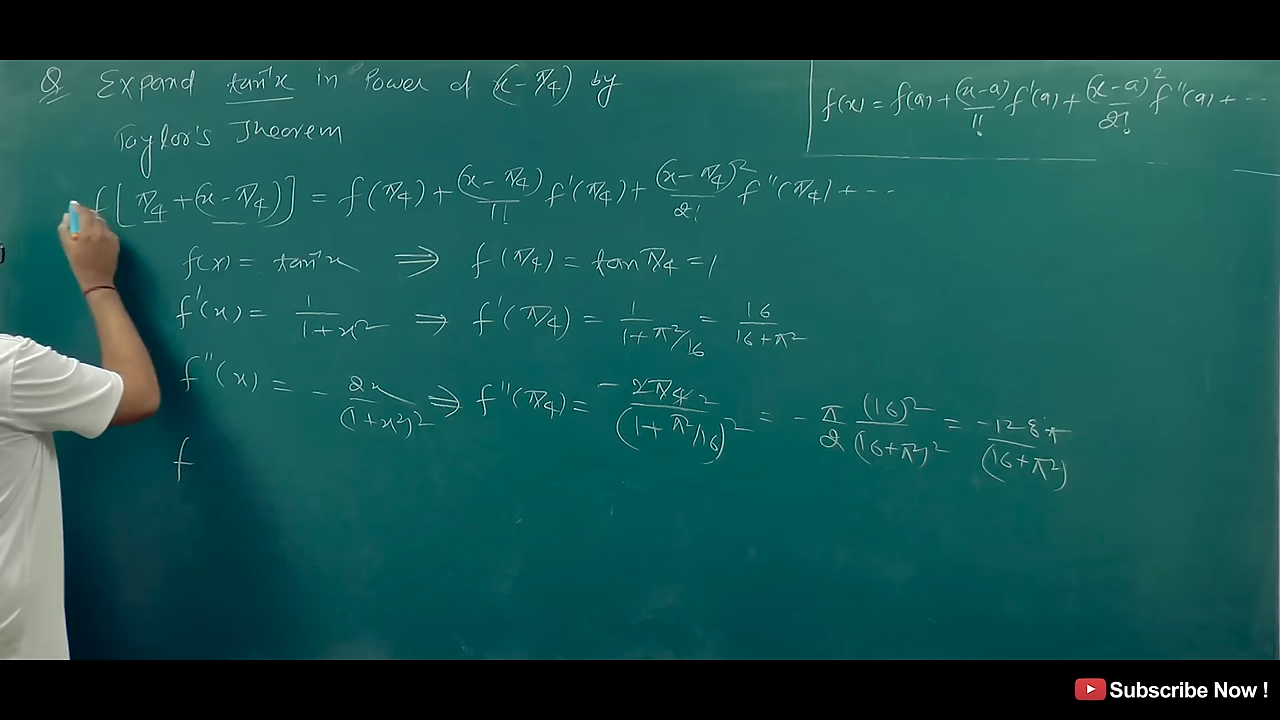 Q Expand tan⁻¹x in Power of (x - π/4) by
Taylor's Theorem
f(x) = f(a) + (x-a)/1! f'(a) + (x-a)²/2! f''(a) + ---
f[π/4 + (x - π/4)] = f(π/4) + (x - π/4)/1! f'(π/4) + (x - π/4)²/2! f''(π/4) + ---
f(x) = tan⁻¹x ⇒ f(π/4) = tan π/4 = 1
f'(x) = 1/(1+x²) ⇒ f'(π/4) = 1/(1+π²/16) = 16/(16+π²)
f''(x) = - 2x/(1+x²)² ⇒ f''(π/4) = - 2π/4 2/(1+π²/16)² = - π/2 (16)²/(16+π²)² = -128π/(16+π²)
f
Subscribe Now !